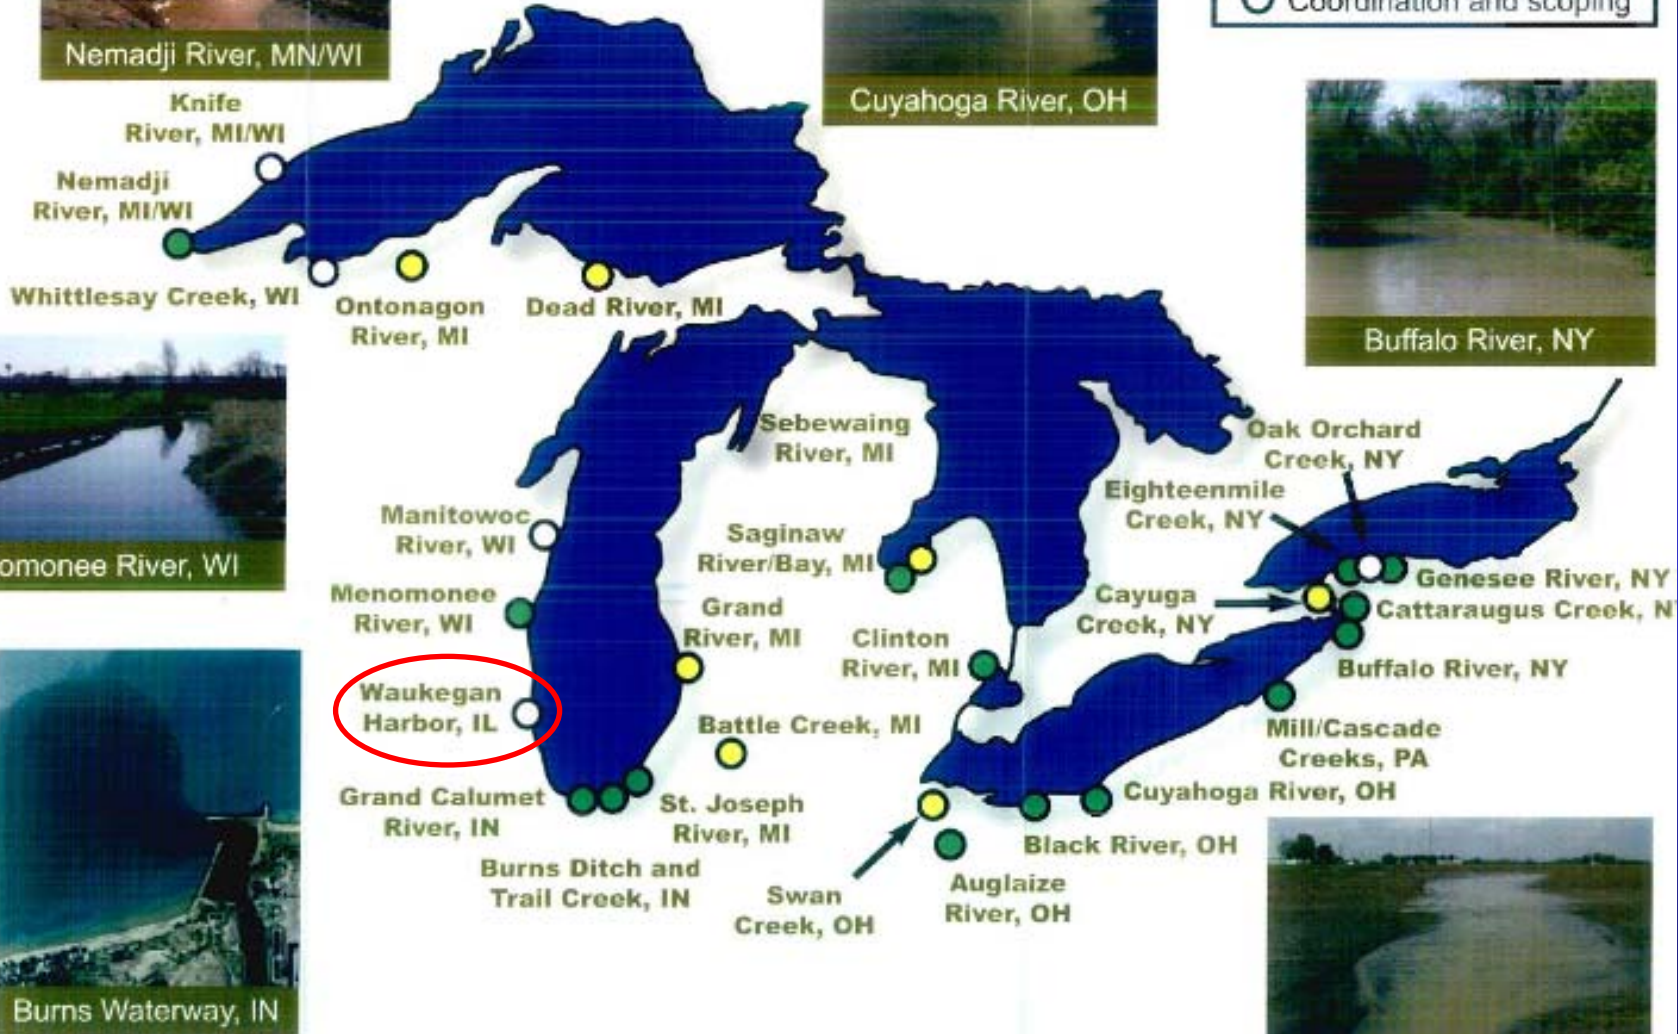 Coordination and scoping
Nemadji River, MN/WI
Cuyahoga River, OH
Knife
River, MI/WI
Nemadji
River, MI/WI
Whittlesay Creek, WI
Ontonagon
River, MI
Dead River, MI
Buffalo River, NY
Sebewaing
River, MI
Oak Orchard
Creek, NY
Eighteenmile
Creek, NY
Manitowoc
River, WI
Saginaw
River/Bay, MI
omonee River, WI
Genesee River, NY
Menomonee
River, WI
Grand
River, MI
Cayuga
Creek, NY
Cattaraugus Creek, N
Clinton
River, MI
Buffalo River, NY
Waukegan
Harbor, IL
Battle Creek, MI
Mill/Cascade
Creeks, PA
Grand Calumet
River, IN
St. Joseph
River, MI
Cuyahoga River, OH
Black River, OH
Burns Ditch and
Trail Creek, IN
Swan
Creek, OH
Auglaize
River, OH
Burns Waterway, IN